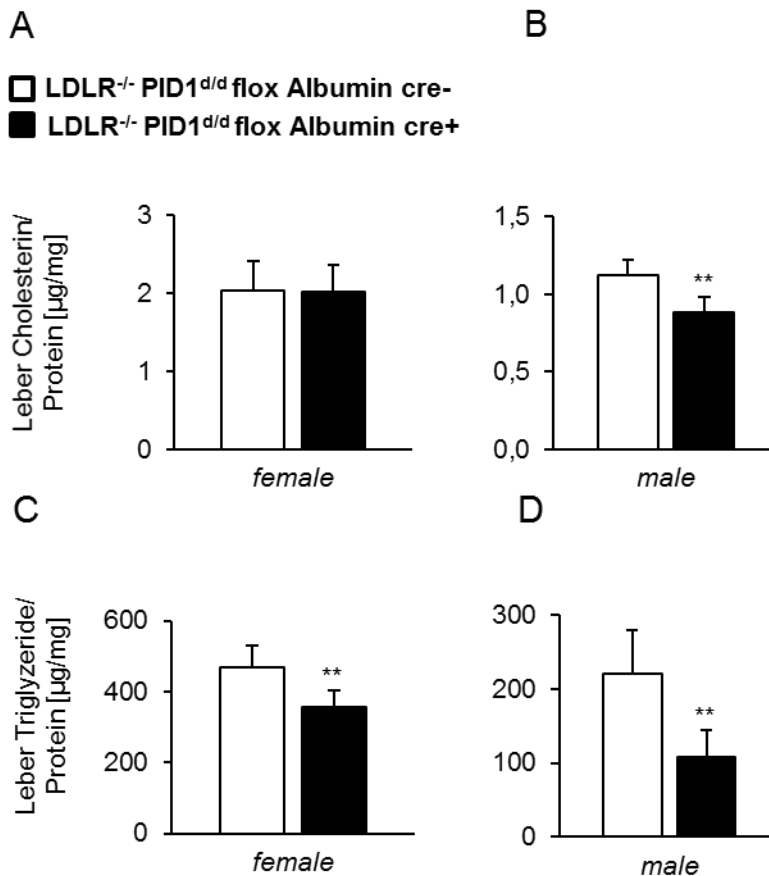 A
B
LDLR-/- PID1d/d flox Albumin cre-
LDLR-/- PID1d/d flox Albumin cre+
Leber Cholesterin/
Protein [µg/mg]
3
2
1
0
female
1,5
1,0
0,5
0,0
**
male
C
D
Leber Triglyzeride/
Protein [µg/mg]
600
400
200
0
**
female
300
200
100
0
**
male